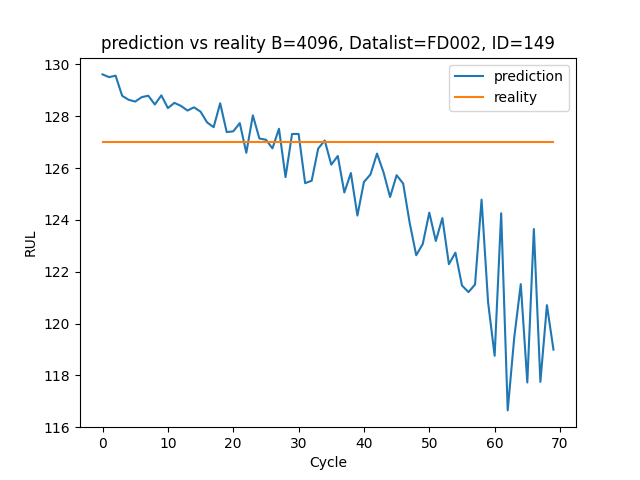 prediction vs reality B=4096, Datalist=FD002, ID=149
130
128
126
124
122
120
118
116
RUL
prediction
reality
0 10 20 30 40 50 60 70
Cycle